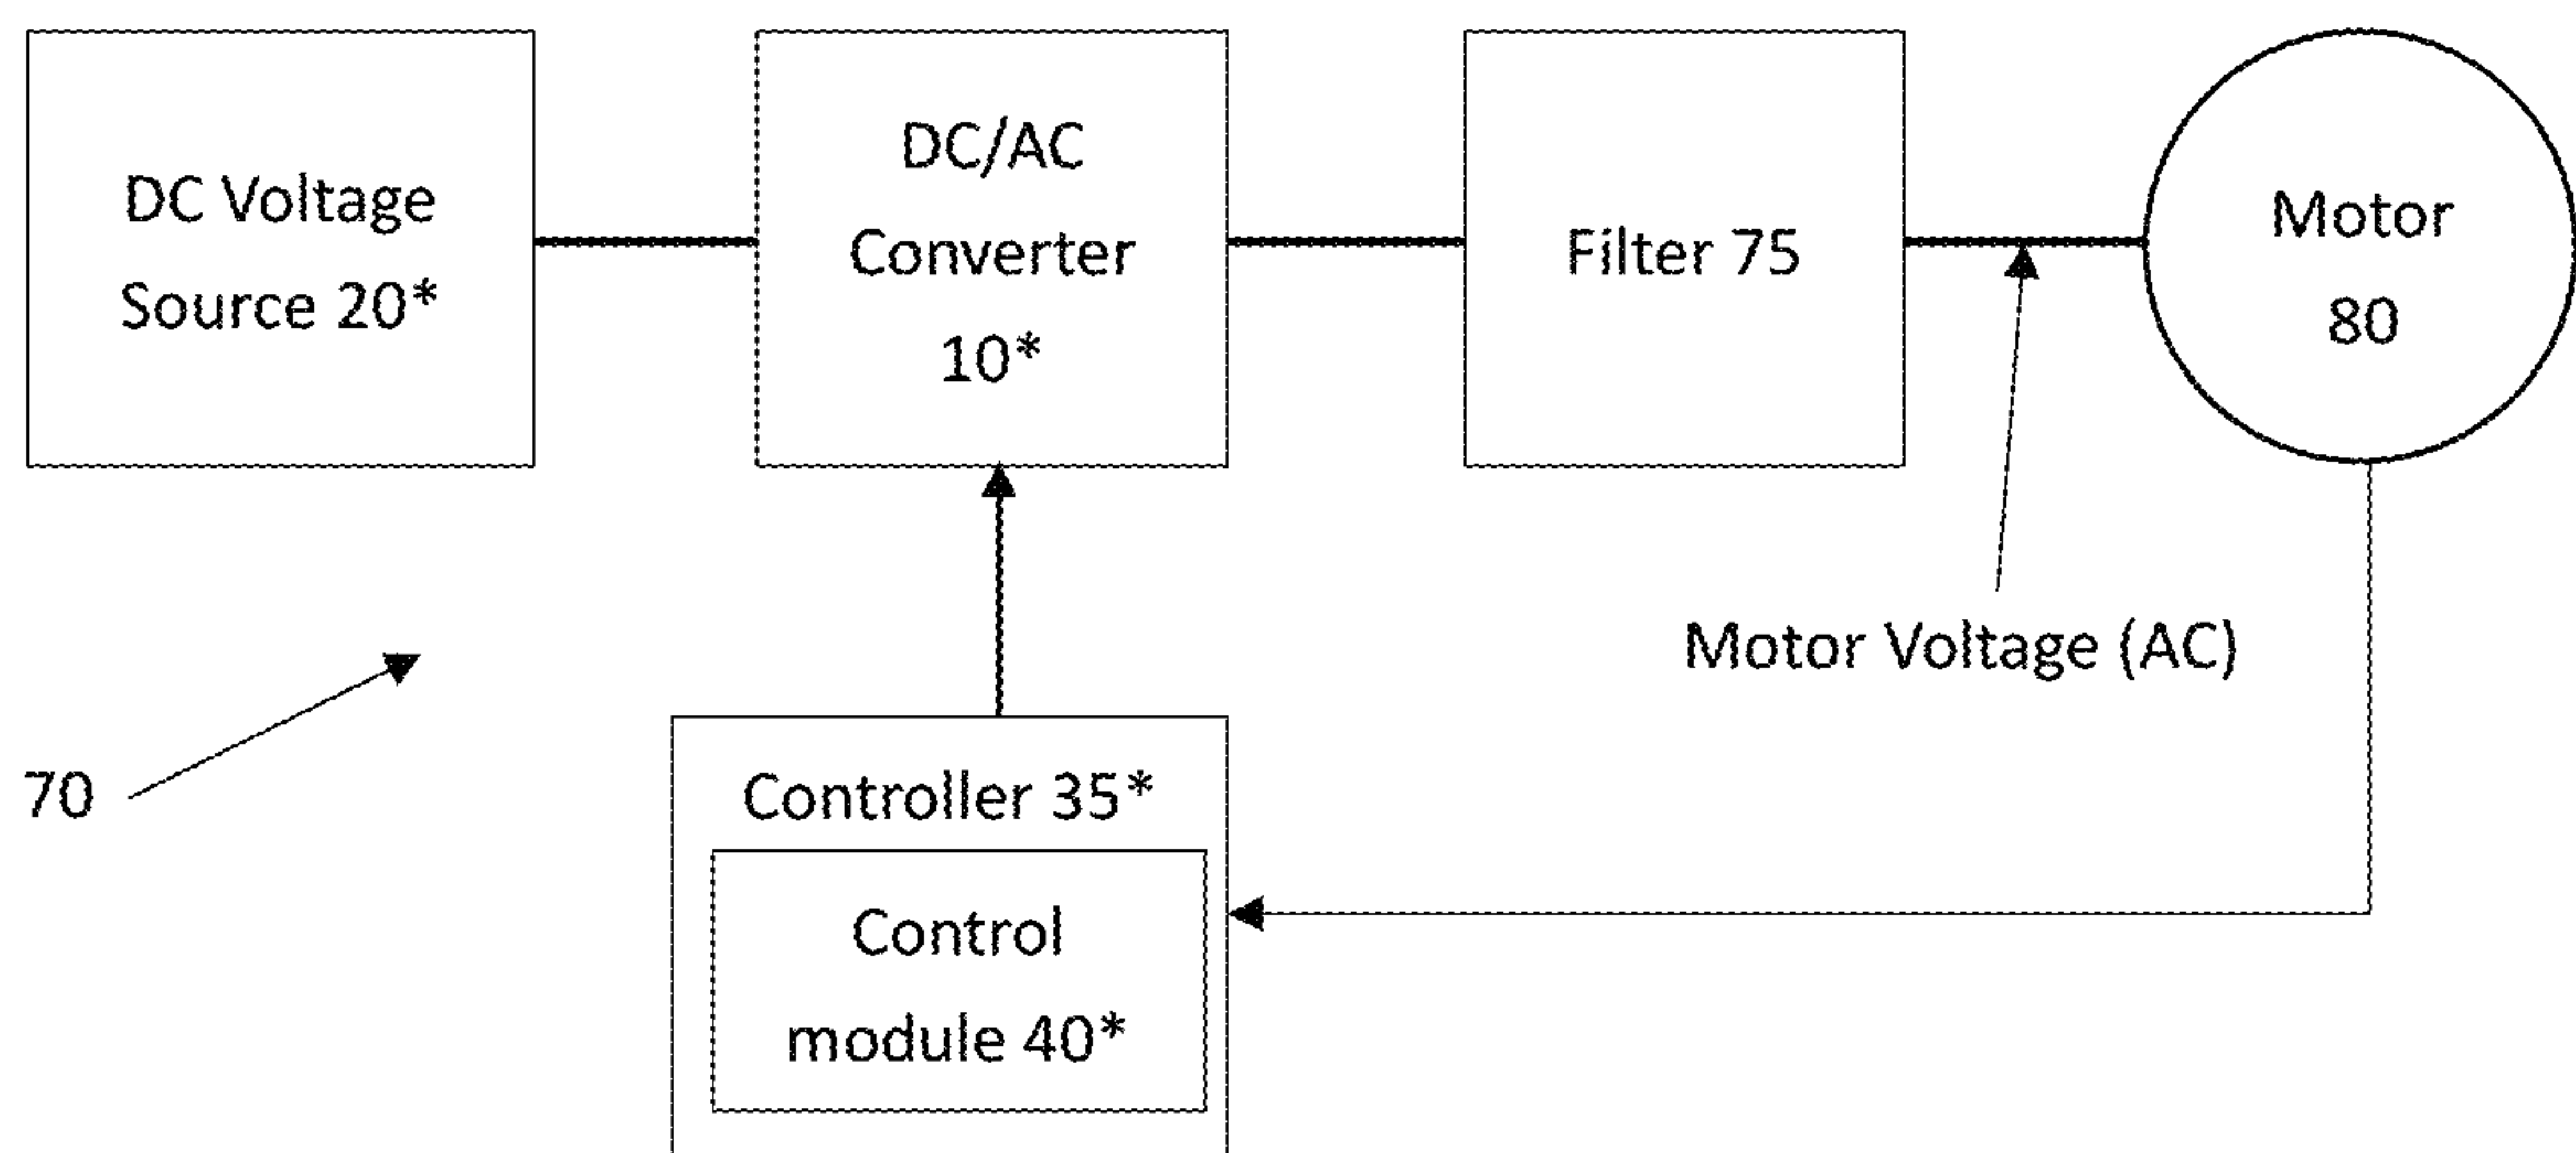 DC Voltage
Source 20*
DC/AC
Converter
10*
Filter 75
Motor
80
Motor Voltage (AC)
70
Controller 35*
Control
module 40*